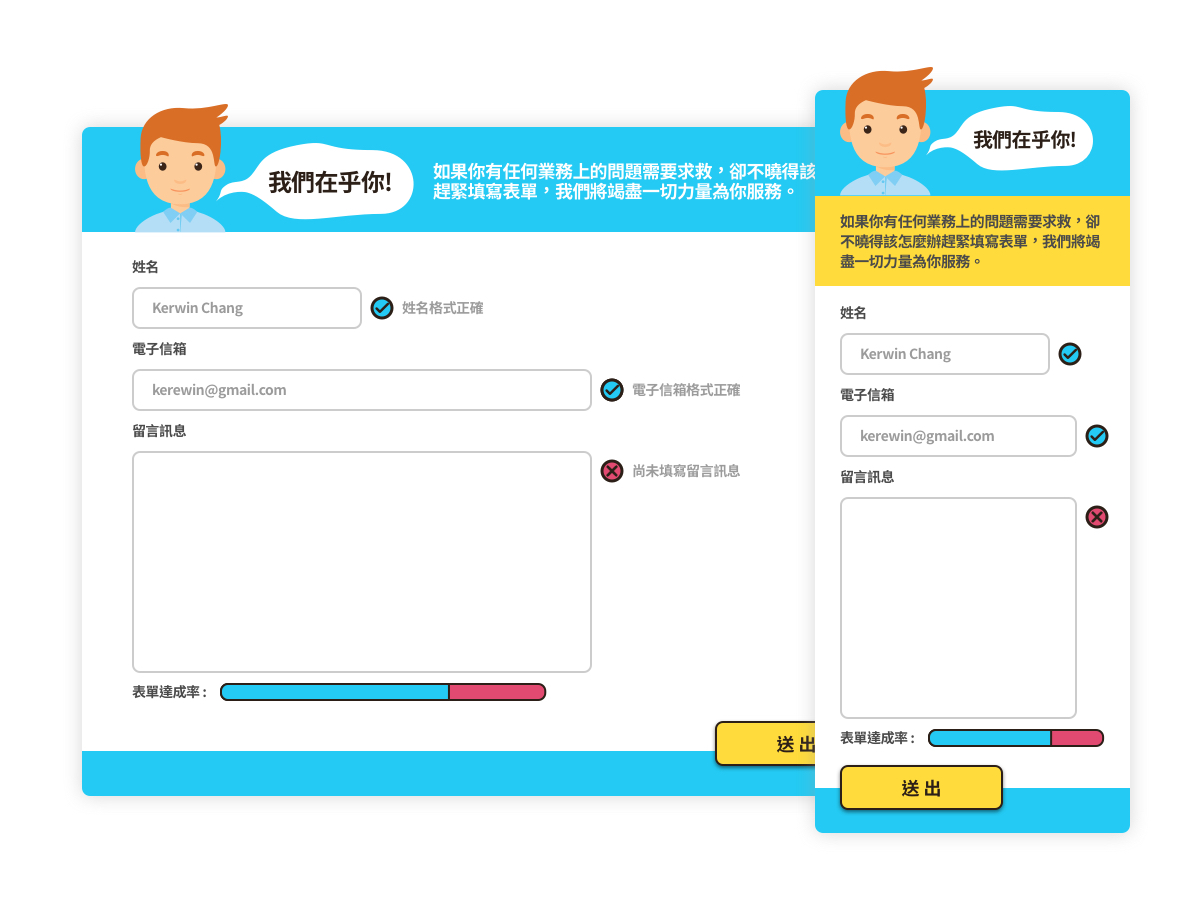 我們在乎你!
如果你有任何業務上的問題需要求救，卻不曉得該
趕緊填寫表單，我們將竭盡一切力量為你服務。
姓名
Kerwin Chang
姓名格式正確
電子信箱
kerewin@gmail.com
電子信箱格式正確
留言訊息
尚未填寫留言訊息
表單達成率：
送 出
我們在乎你!
如果你有任何業務上的問題需要求救，卻
不曉得該怎麼辦趕緊填寫表單，我們將竭
盡一切力量為你服務。
姓名
Kerwin Chang
電子信箱
kerewin@gmail.com
留言訊息
表單達成率：
送 出